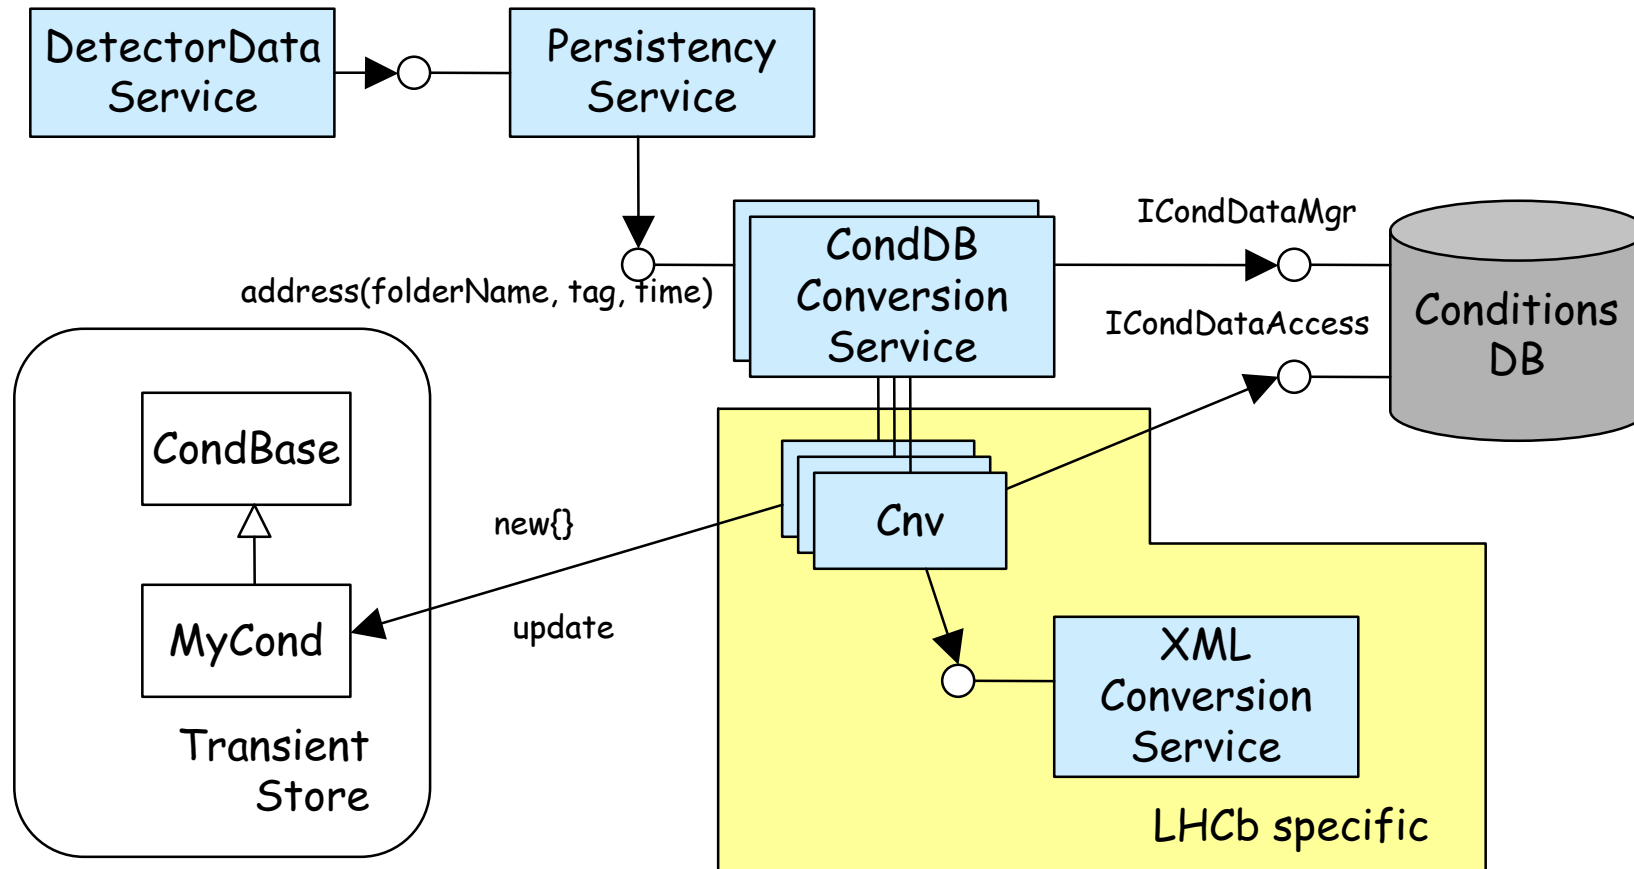 DetectorData
Service
Persistency
Service
ICondDataMgr
CondDB
Conversion
Service
address(folderName, tag, time)
ICondDataAccess
Conditions
DB
CondBase
new{}
Cnv
MyCond
update
XML
Conversion
Service
Transient
Store
LHCb specific